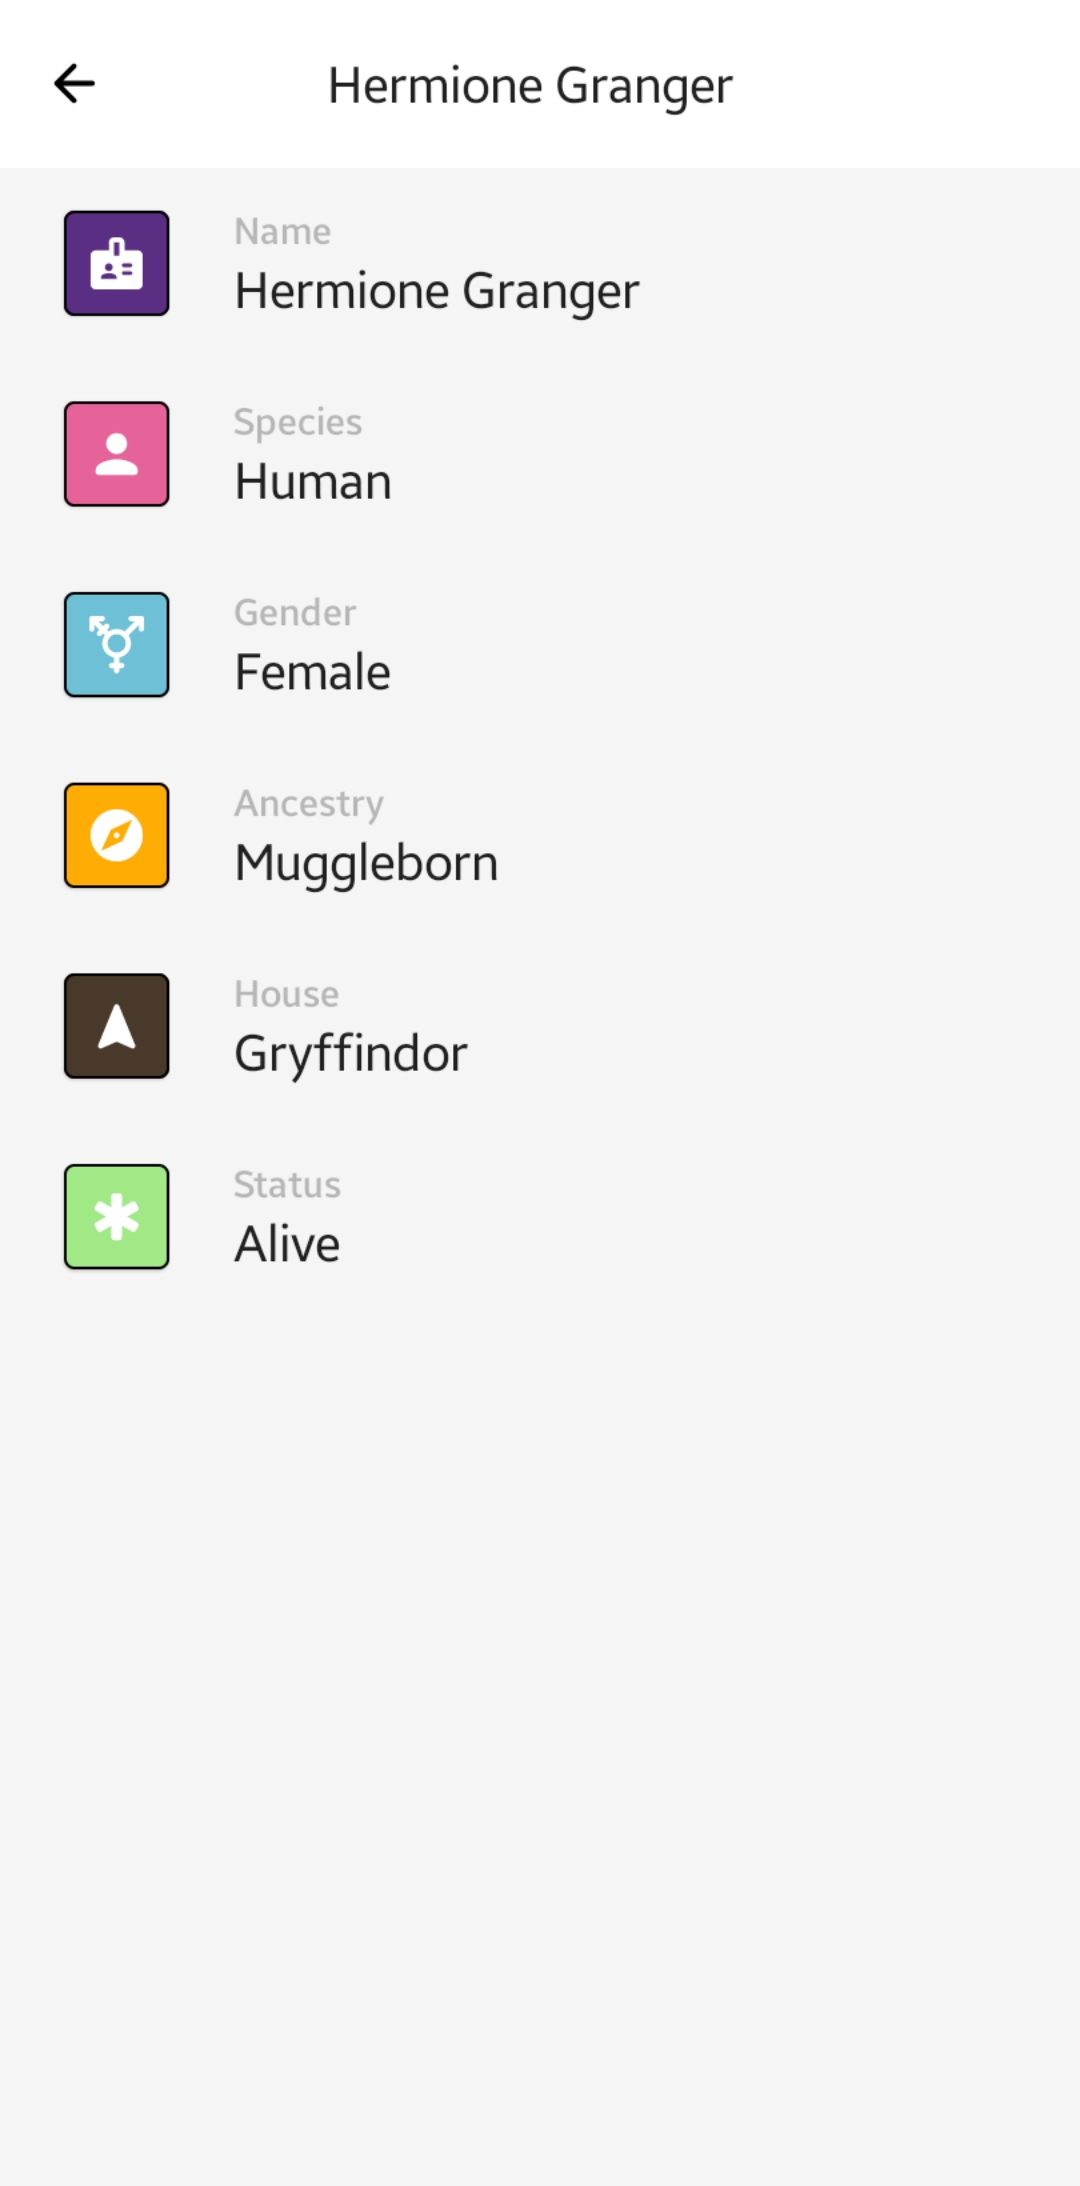 Hermione Granger
Name
Hermione Granger
Species
Human
Gender
Female
Ancestry
Muggleborn
House
Gryffindor
Status
Alive